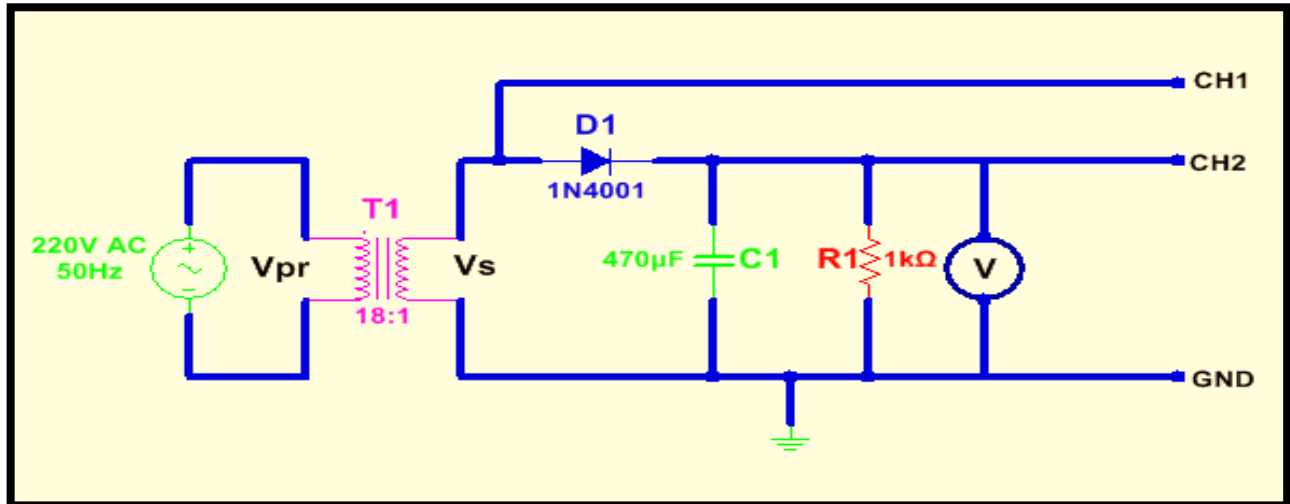 CH1
D1
1N4001
CH2
T1
220V AC
50Hz
Vpr
Vs
18:1
470µF
C1
R1
1kΩ
V
GND